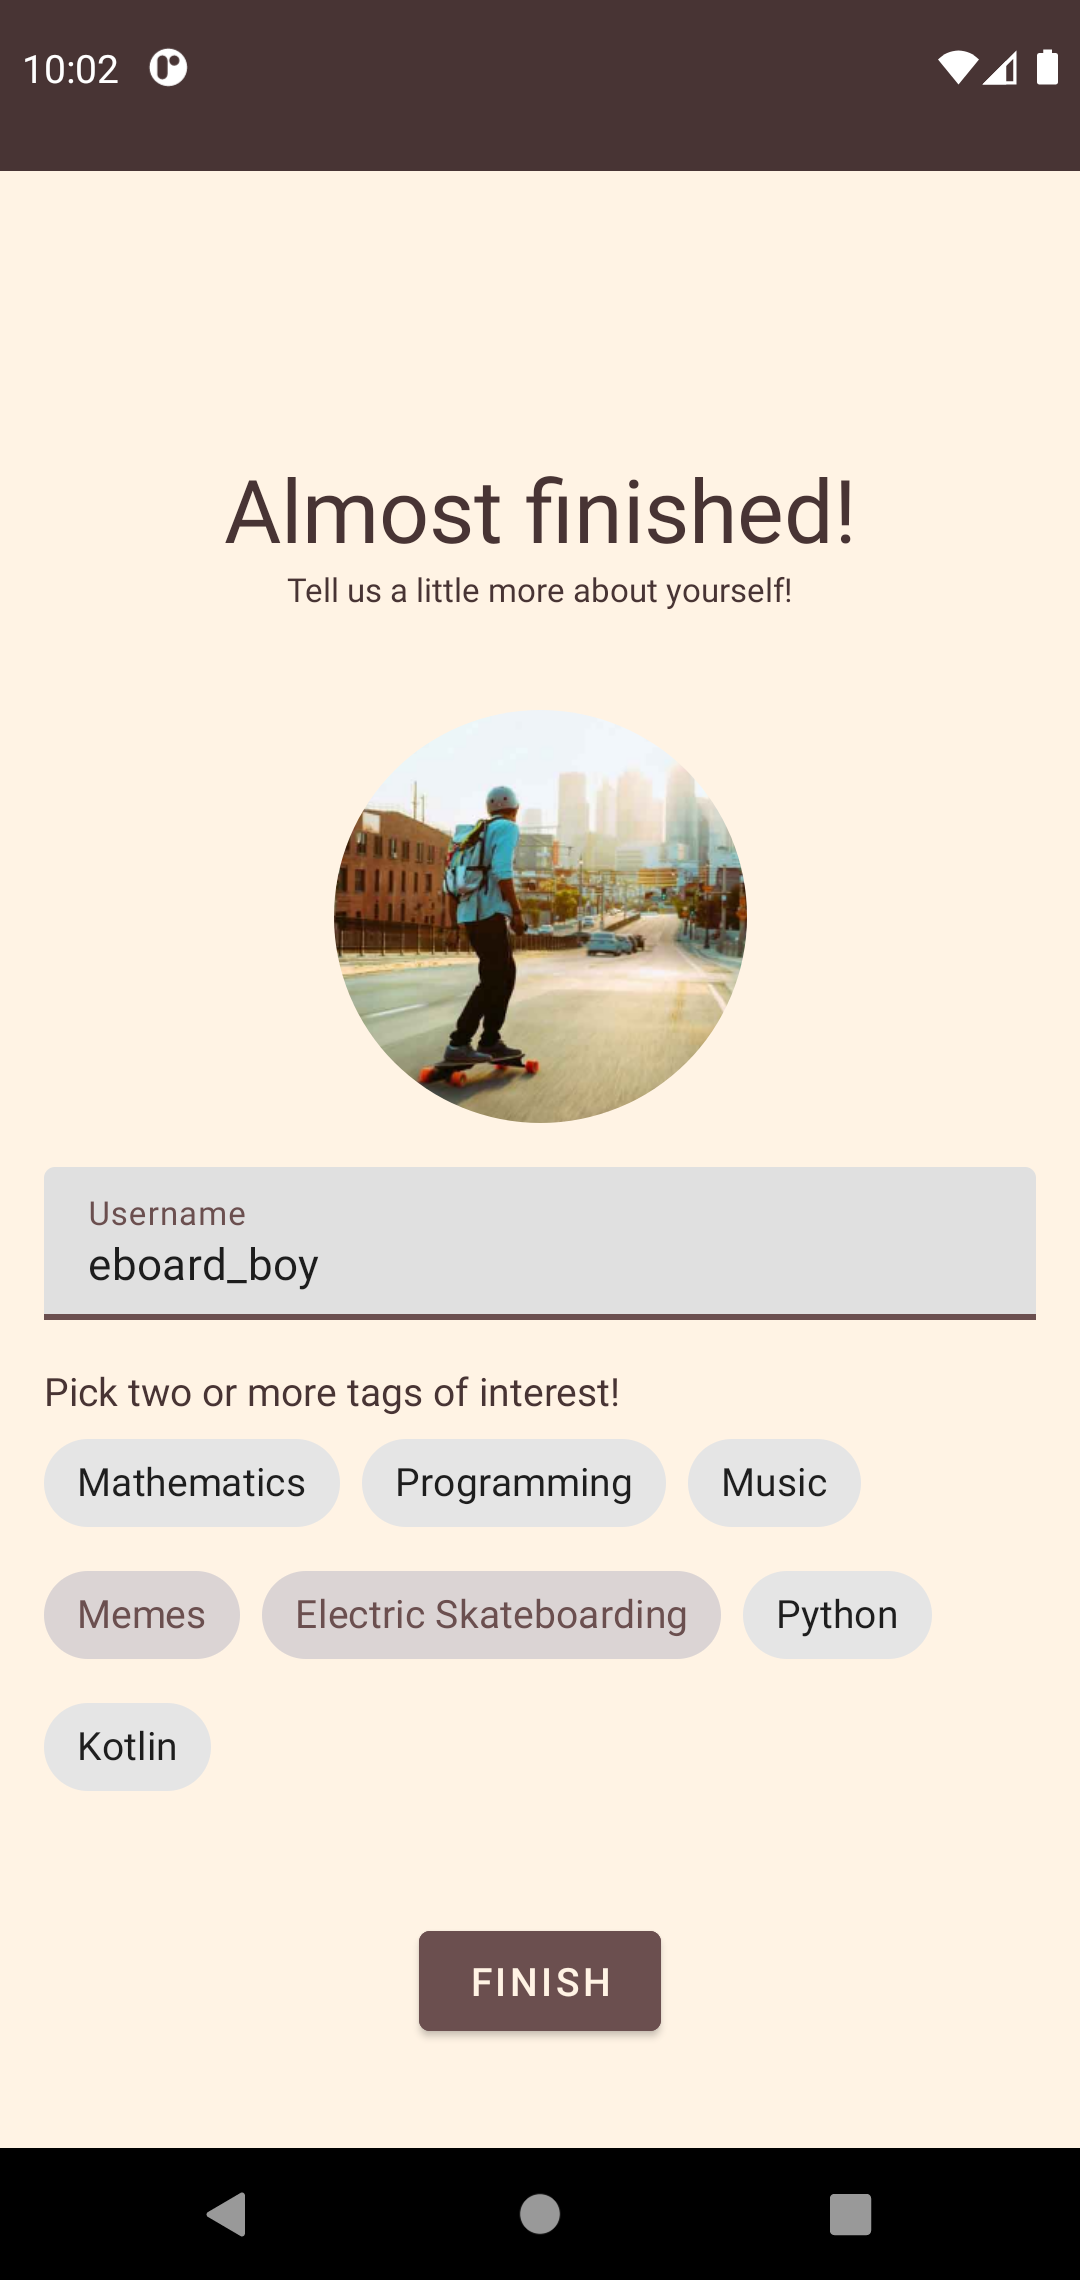 10:02
Almost finished!
Tell us a little more about yourself!
Username
eboard_boy
Pick two or more tags of interest!
Mathematics Programming Music
Memes Electric Skateboarding Python
Kotlin
FINISH